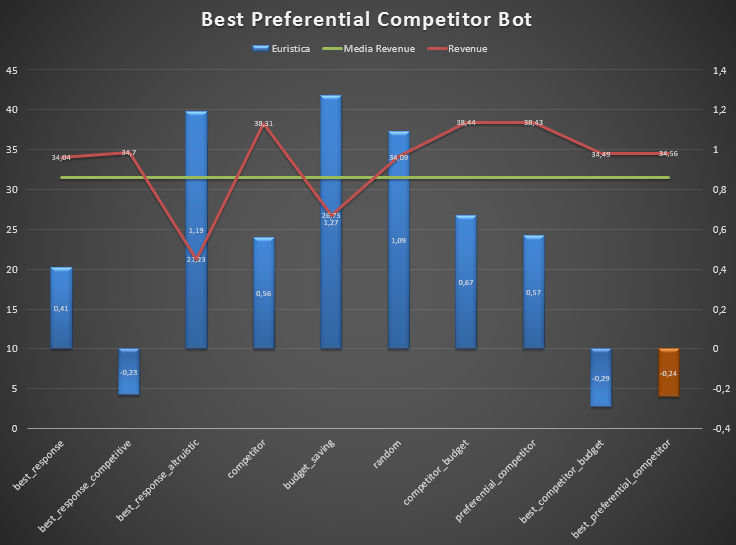 Best Preferential Competitor Bot
Euristica Media Revenue Revenue
45 1,4
40 1,2
35 1
30 0,8
25 0,6
20 0,4
15 0,2
10 0
5 -0,2
0 -0,4
34,04 34,7 21,23 38,31 26,75 34,09 38,44 38,43 34,49 34,56
0,41 -0,23 1,19 0,56 1,27 1,09 0,67 0,57 -0,29 -0,24
best_response
best_response_competitive
best_response_altruistic
competitor
budget_saving
random
competitor_budget
preferential_competitor
best_competitor_budget
best_preferential_competitor